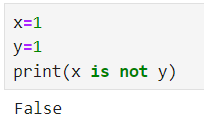 x=1
y=1
print(x is not y)
False